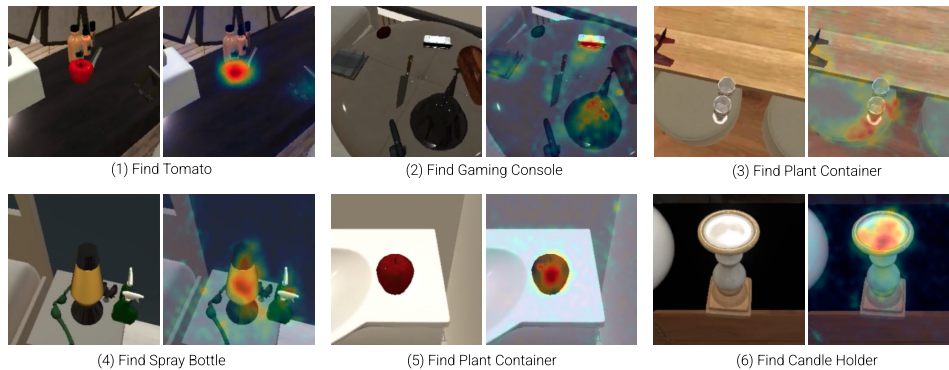 (1) Find Tomato
(2) Find Gaming Console
(3) Find Plant Container
(4) Find Spray Bottle
(5) Find Plant Container
(6) Find Candle Holder